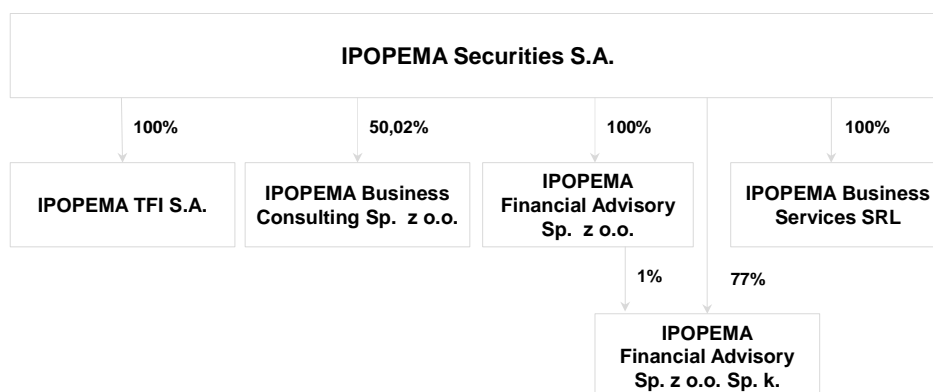 IPOPEMA Securities S.A.
100%
50,02%
100%
100%
IPOPEMA TFI S.A.
IPOPEMA Business
Consulting Sp. z o.o.
IPOPEMA
Financial Advisory
Sp. z o.o.
IPOPEMA Business
Services SRL
1%
77%
IPOPEMA
Financial Advisory
Sp. z o.o. Sp. k.